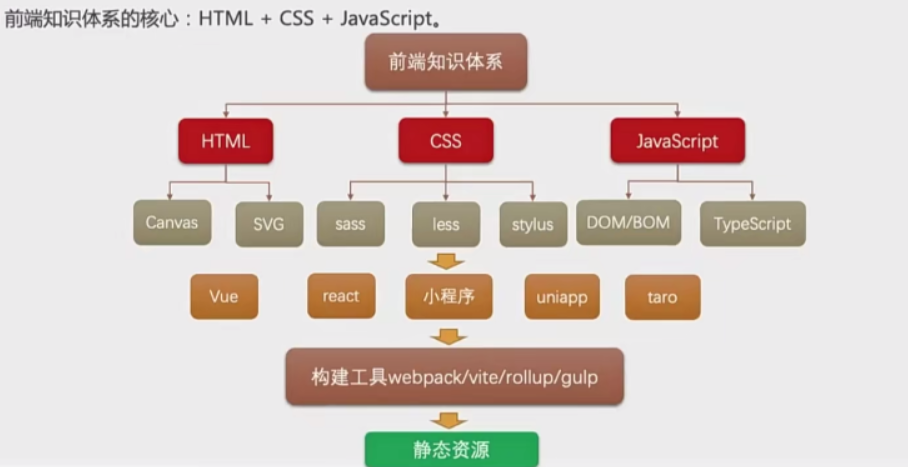 前端知识体系的核心：HTML + CSS + JavaScript。
前端知识体系
HTML
CSS
JavaScript
Canvas
SVG
sass
less
stylus
DOM/BOM
TypeScript
Vue
react
小程序
uniapp
taro
构建工具webpack/vite/rollup/gulp
静态资源